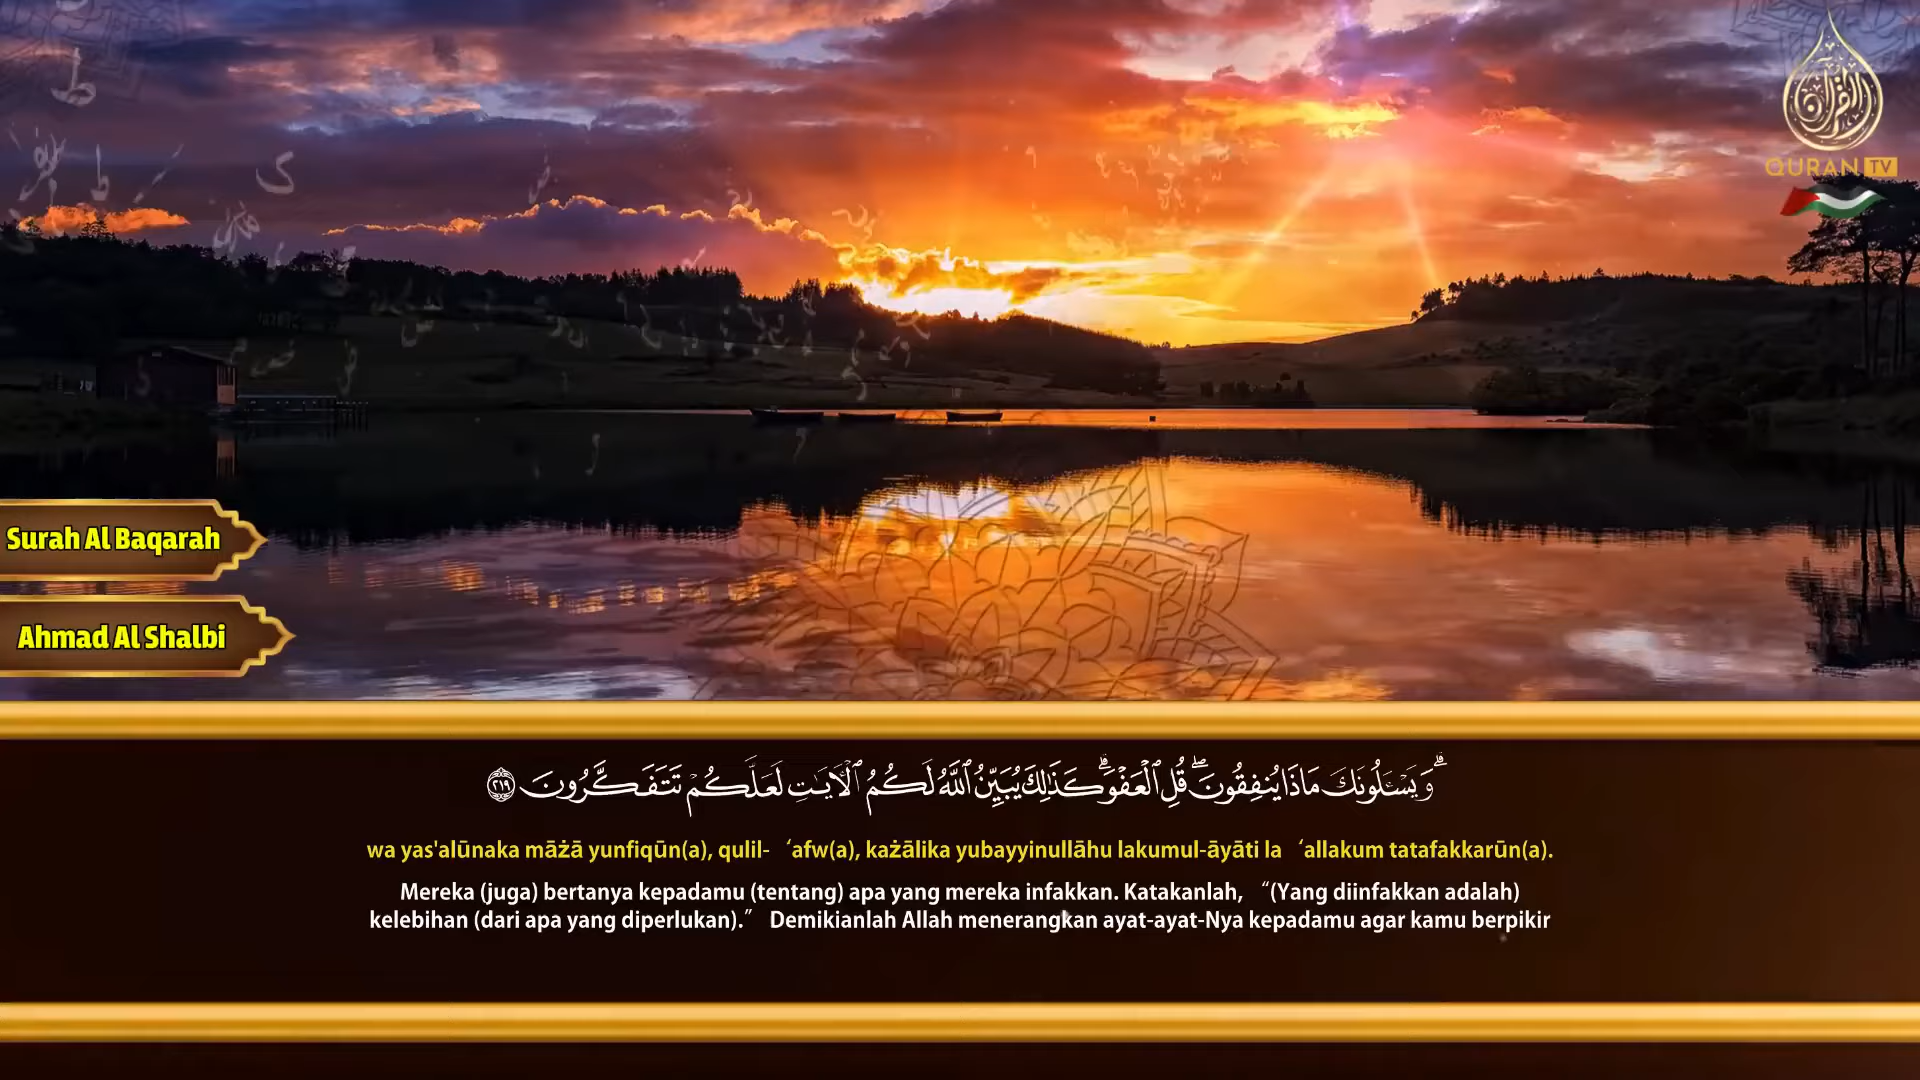 القرآن
QURAN TV
Surah Al Baqarah
Ahmad Al Shalbi
ۗ وَيَسْـَٔلُونَكَ مَاذَا يُنفِقُونَۖ قُلِ ٱلْعَفْوَۗ كَذَٰلِكَ يُبَيِّنُ ٱللَّهُ لَكُمُ ٱلْـَٔايَـٰتِ لَعَلَّكُمْ تَتَفَكَّرُونَ ٢١٩
wa yas'alūnaka māżā yunfiqūn(a), qulil- ‘afw(a), każālika yubayyinullāhu lakumul-āyāti la ‘allakum tatafakkarūn(a).
Mereka (juga) bertanya kepadamu (tentang) apa yang mereka infakkan. Katakanlah, “(Yang diinfakkan adalah)
kelebihan (dari apa yang diperlukan).” Demikianlah Allah menerangkan ayat-ayat-Nya kepadamu agar kamu berpikir